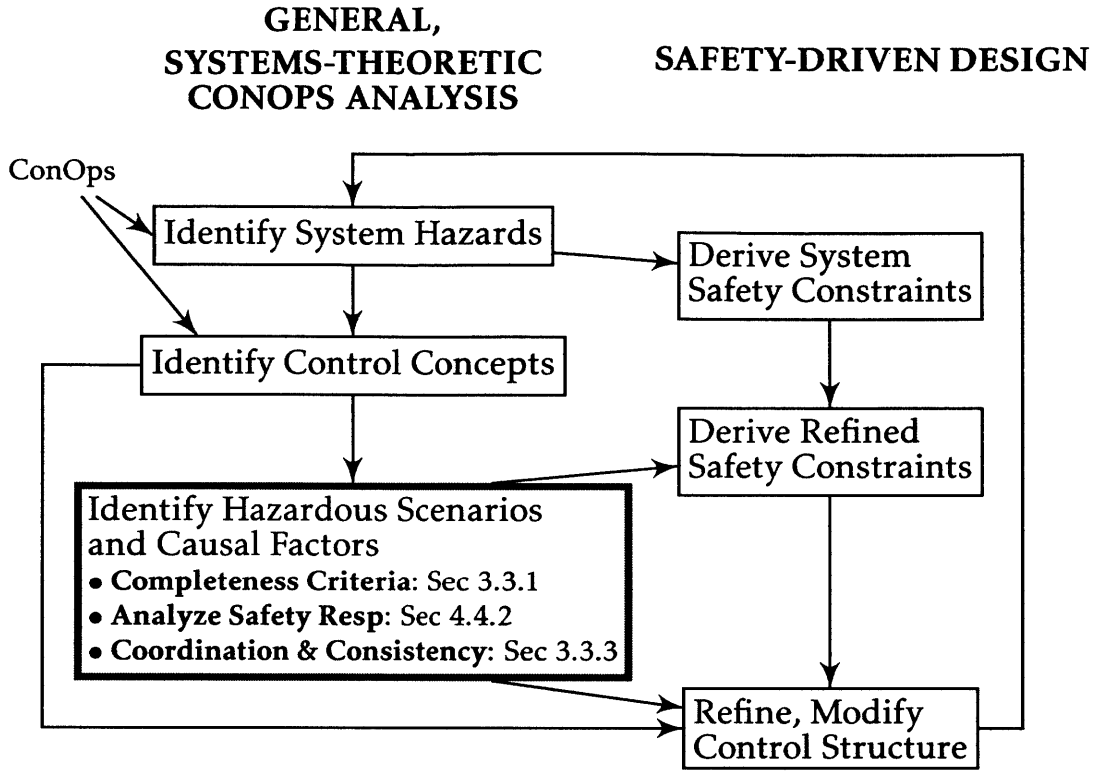 GENERAL,
SYSTEMS-THEORETIC
CONOPS ANALYSIS
SAFETY-DRIVEN DESIGN
ConOps
Identify System Hazards
Derive System
Safety Constraints
Identify Control Concepts
Derive Refined
Safety Constraints
Identify Hazardous Scenarios
and Causal Factors
• Completeness Criteria: Sec 3.3.1
• Analyze Safety Resp: Sec 4.4.2
• Coordination & Consistency: Sec 3.3.3
Refine, Modify
Control Structure